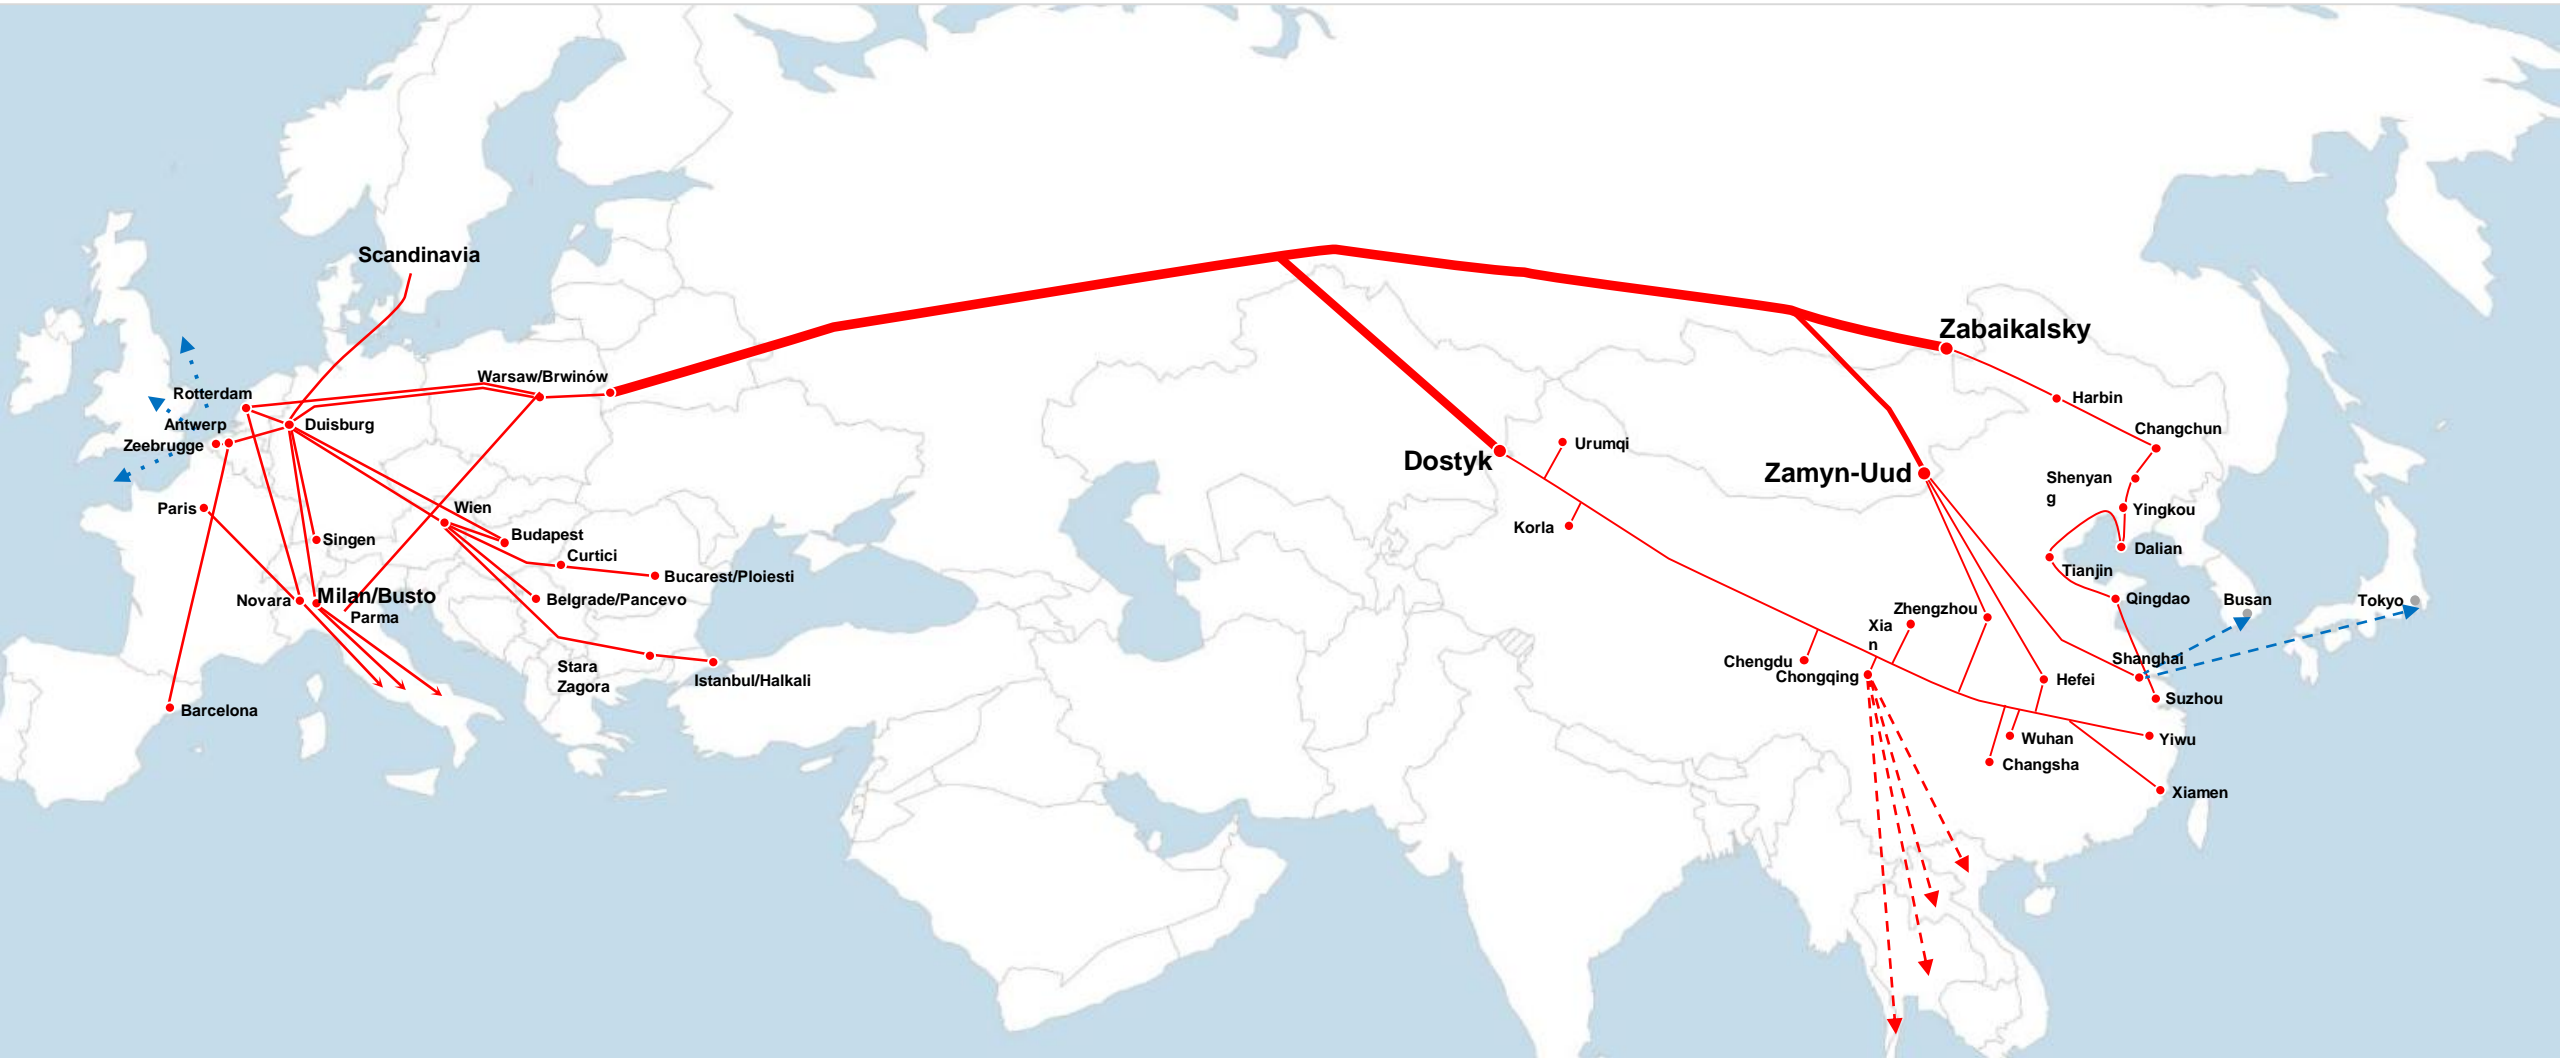 Scandinavia
Zabaikalsky
Warsaw/Brwinów
Rotterdam
Harbin
Antwerp
Duisburg
Changchun
Zeebrugge
Urumqi
Dostyk
Zamyn-Uud
Shenyan
g
Paris
Wien
Yingkou
Korla
Budapest
Singen
Curtici
Dalian
Tianjin
Bucarest/Ploiesti
Novara
Milan/Busto
Belgrade/Pancevo
Parma
Zhengzhou
Qingdao
Busan
Tokyo
Xia
n
Stara
Zagora
Istanbul/Halkali
Chengdu
Chongqing
Shanghai
Hefei
Suzhou
Barcelona
Wuhan
Yiwu
Changsha
Xiamen